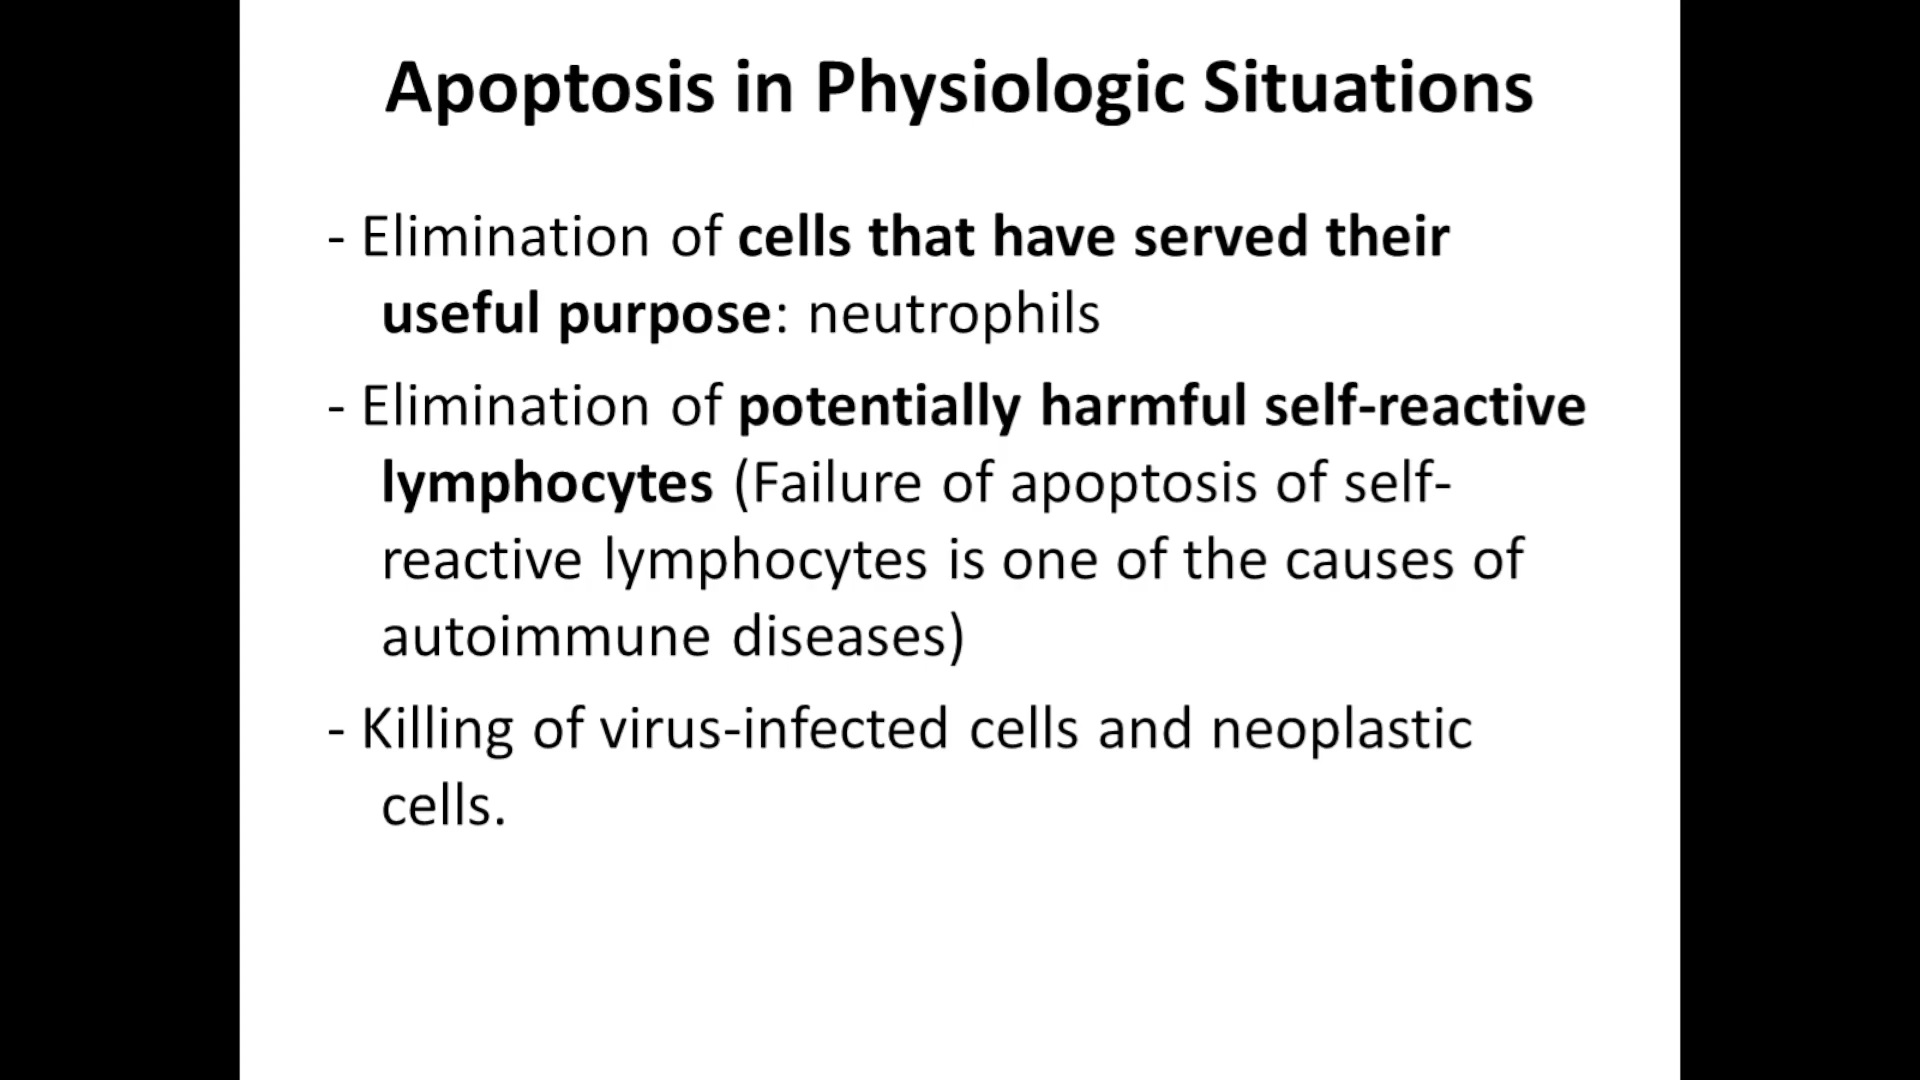 Apoptosis in Physiologic Situations
- Elimination of cells that have served their
useful purpose: neutrophils
- Elimination of potentially harmful self-reactive
lymphocytes (Failure of apoptosis of self-
reactive lymphocytes is one of the causes of
autoimmune diseases)
- Killing of virus-infected cells and neoplastic
cells.